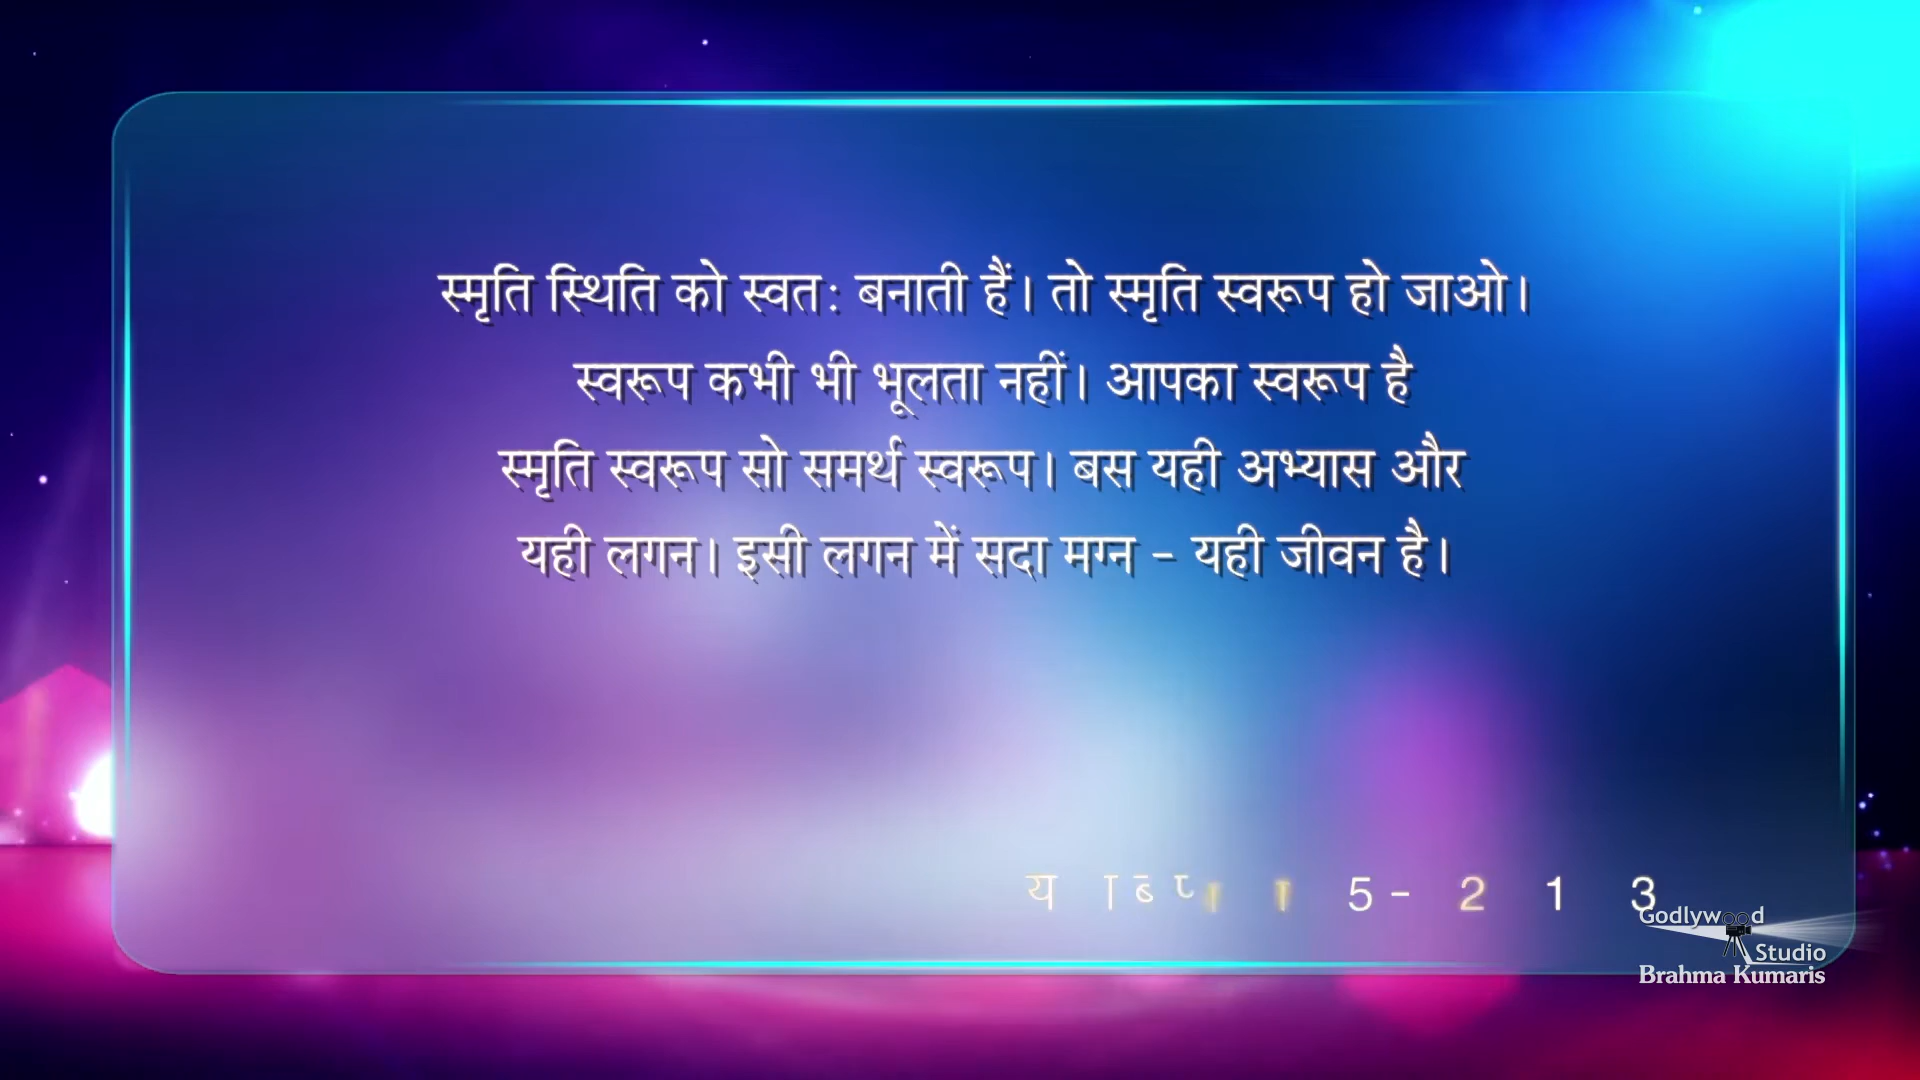 स्मृति स्थिति को स्वत: बनाती हैं। तो स्मृति स्वरूप हो जाओ।
स्वरूप कभी भी भूलता नहीं। आपका स्वरूप है
स्मृति स्वरूप सो समर्थ स्वरूप। बस यही अभ्यास और
यही लगन। इसी लगन में सदा मग्न - यही जीवन है।
Godlywood
Studio
Brahma Kumaris